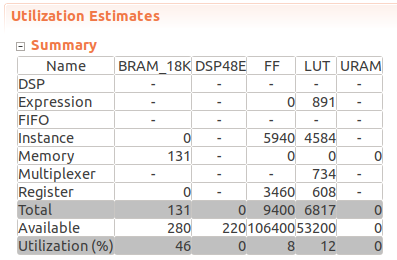 Utilization Estimates
Summary
Name BRAM_18K DSP48E FF LUT URAM
DSP - - - - -
Expression - - 0 891 -
FIFO - - - - -
Instance 0 - 5940 4584 -
Memory 131 - 0 0 0
Multiplexer - - - 734 -
Register 0 - 3460 608 -
Total 131 0 9400 6817 0
Available 280 220 106400 53200 0
Utilization (%) 46 0 8 12 0